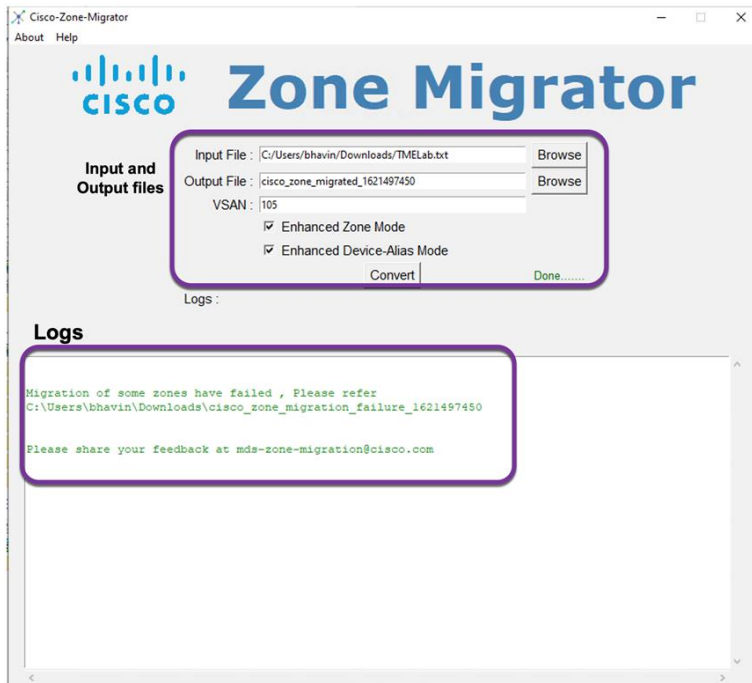 Cisco-Zone-Migrator
About Help
CISCO
Zone Migrator
Input and
Output files
Input File : C:/Users/bhavin/Downloads/TMELab.txt Browse
Output File : cisco_zone_migrated_1621497450 Browse
VSAN : 105
Enhanced Zone Mode
Enhanced Device-Alias Mode
Convert Done.......
Logs :
Logs
Migration of some zones have failed , Please refer
C:\Users\bhavin\Downloads\cisco_zone_migration_failure_1621497450
Please share your feedback at mds-zone-migration@cisco.com